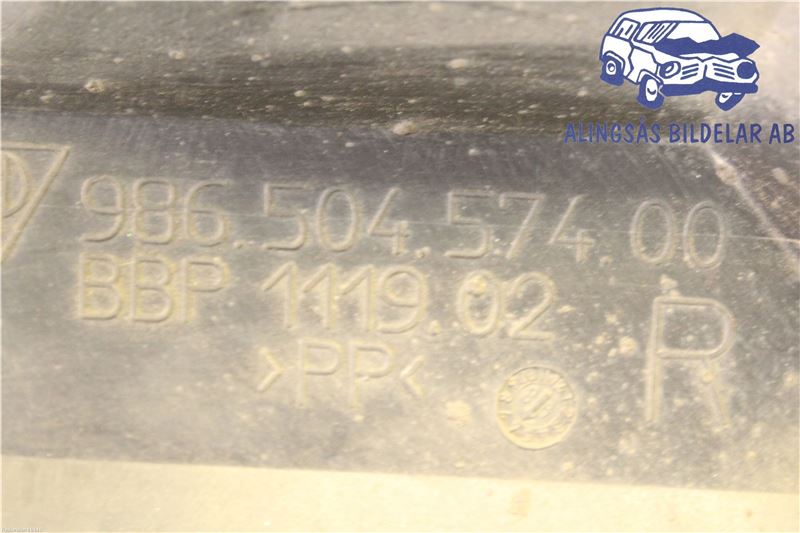 ALINGSÅS BILDELAR AB
986.504.574.00
BBP 1119.02
>PP<
R